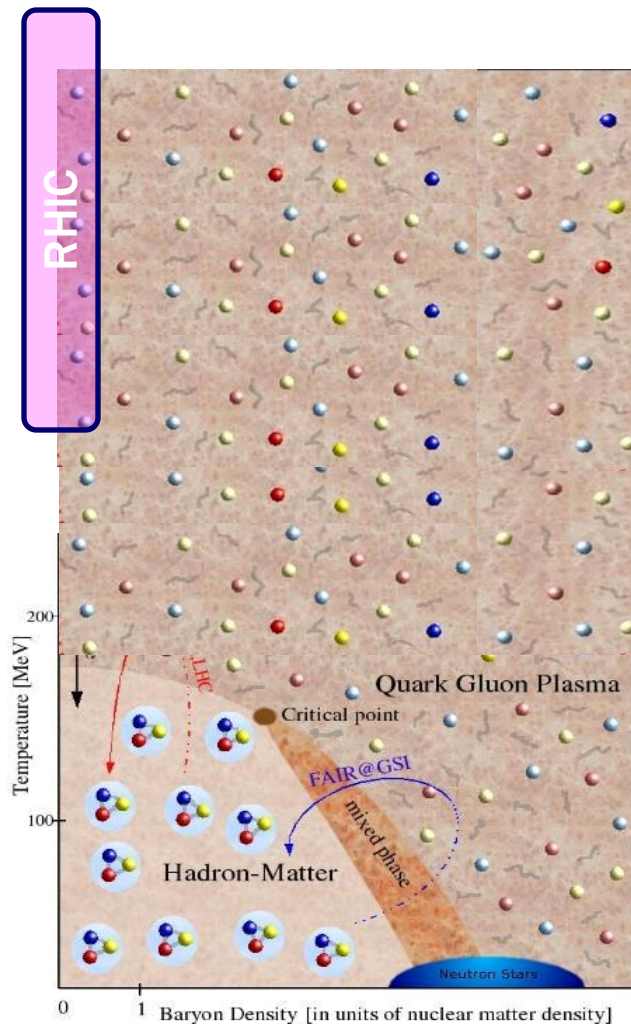 RHIC
200
Temperature [MeV]
LHC
Quark Gluon Plasma
Critical point
FAIR@GSI
mixed phase
100
Hadron-Matter
Neutron Stars
0
1
Baryon Density [in units of nuclear matter density]